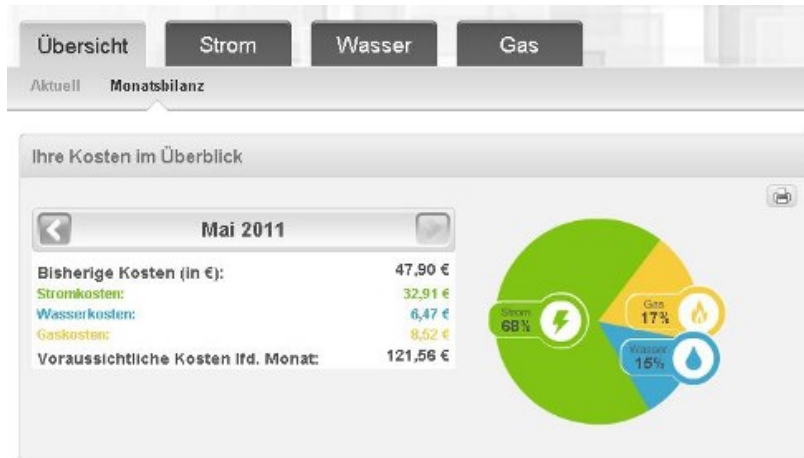 Übersicht Strom Wasser Gas
Aktuell Monatsbilanz
Ihre Kosten im Überblick
Mai 2011
Bisherige Kosten (in €): 47,90 €
Stromkosten: 32,91 €
Wasserkosten: 6,47 €
Gaskosten: 8,52 €
Voraussichtliche Kosten lfd. Monat: 121,56 €
Strom
68%
Gas
17%
Wasser
15%